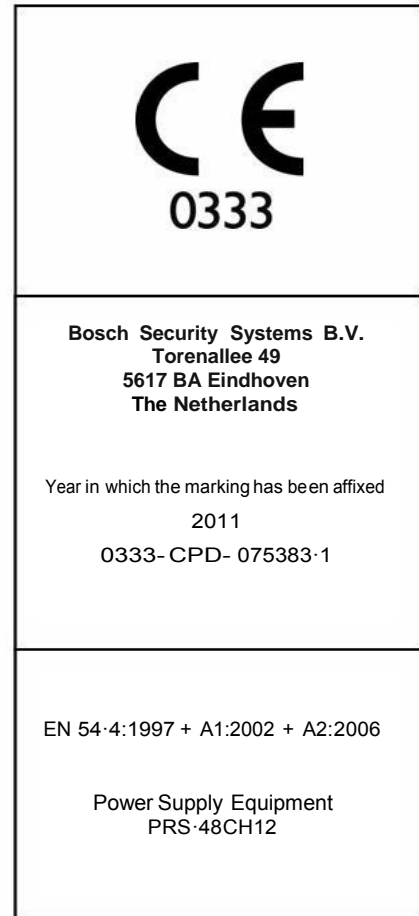 CE
0333
Bosch Security Systems B.V.
Torenallee 49
5617 BA Eindhoven
The Netherlands
Year in which the marking has been affixed
2011
0333-CPD-075383·1
EN 54·4:1997 + A1:2002 + A2:2006
Power Supply Equipment
PRS·48CH12